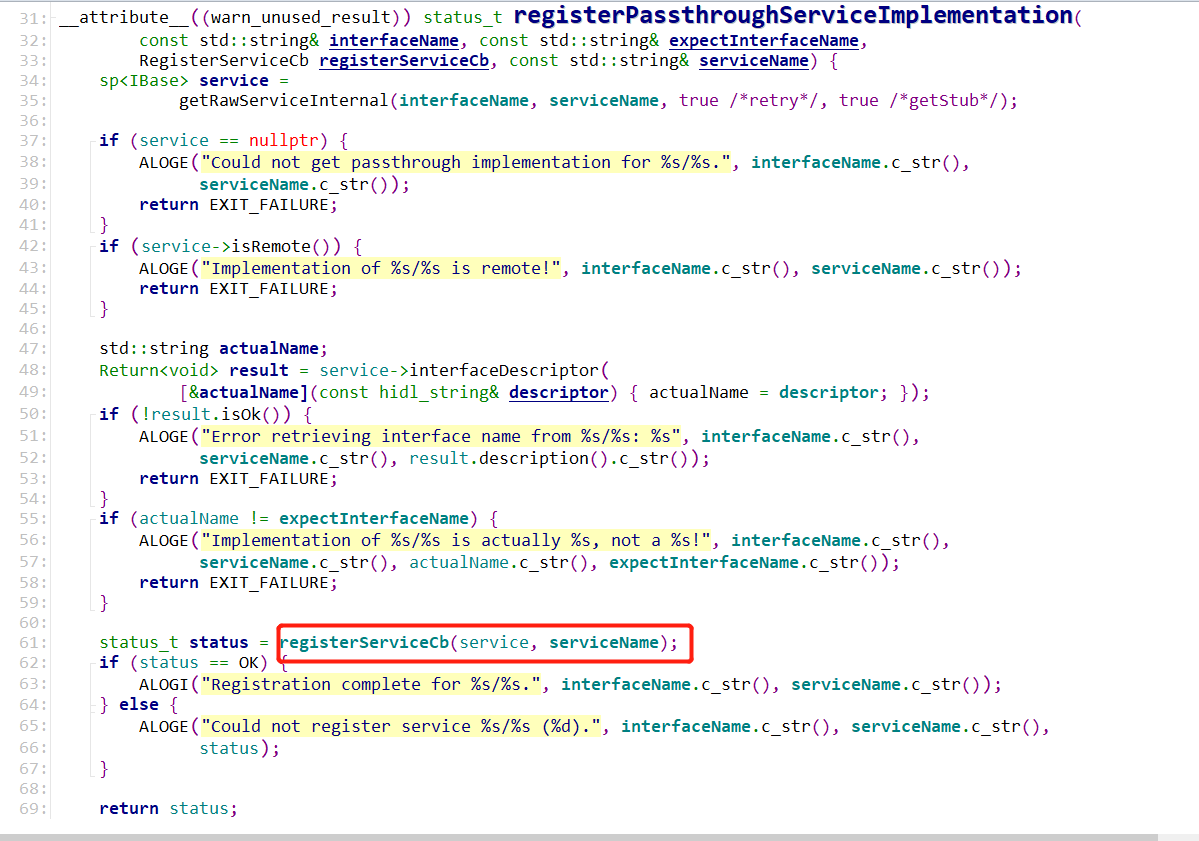 31: __attribute__((warn_unused_result)) status_t registerPassthroughServiceImplementation(
32:         const std::string& interfaceName, const std::string& expectInterfaceName,
33:         RegisterServiceCb registerServiceCb, const std::string& serviceName) {
34:     sp<IBase> service =
35:             getRawServiceInternal(interfaceName, serviceName, true /*retry*/, true /*getStub*/);
36:
37:     if (service == nullptr) {
38:         ALOGE("Could not get passthrough implementation for %s/%s.", interfaceName.c_str(),
39:               serviceName.c_str());
40:         return EXIT_FAILURE;
41:     }
42:     if (service->isRemote()) {
43:         ALOGE("Implementation of %s/%s is remote!", interfaceName.c_str(), serviceName.c_str());
44:         return EXIT_FAILURE;
45:     }
46:
47:     std::string actualName;
48:     Return<void> result = service->interfaceDescriptor(
49:             [&actualName](const hidl_string& descriptor) { actualName = descriptor; });
50:     if (!result.isOk()) {
51:         ALOGE("Error retrieving interface name from %s/%s: %s", interfaceName.c_str(),
52:               serviceName.c_str(), result.description().c_str());
53:         return EXIT_FAILURE;
54:     }
55:     if (actualName != expectInterfaceName) {
56:         ALOGE("Implementation of %s/%s is actually %s, not a %s!", interfaceName.c_str(),
57:               serviceName.c_str(), actualName.c_str(), expectInterfaceName.c_str());
58:         return EXIT_FAILURE;
59:     }
60:
61:     status_t status = registerServiceCb(service, serviceName);
62:     if (status == OK) {
63:         ALOGI("Registration complete for %s/%s.", interfaceName.c_str(), serviceName.c_str());
64:     } else {
65:         ALOGE("Could not register service %s/%s (%d).", interfaceName.c_str(), serviceName.c_str(),
66:               status);
67:     }
68:
69:     return status;